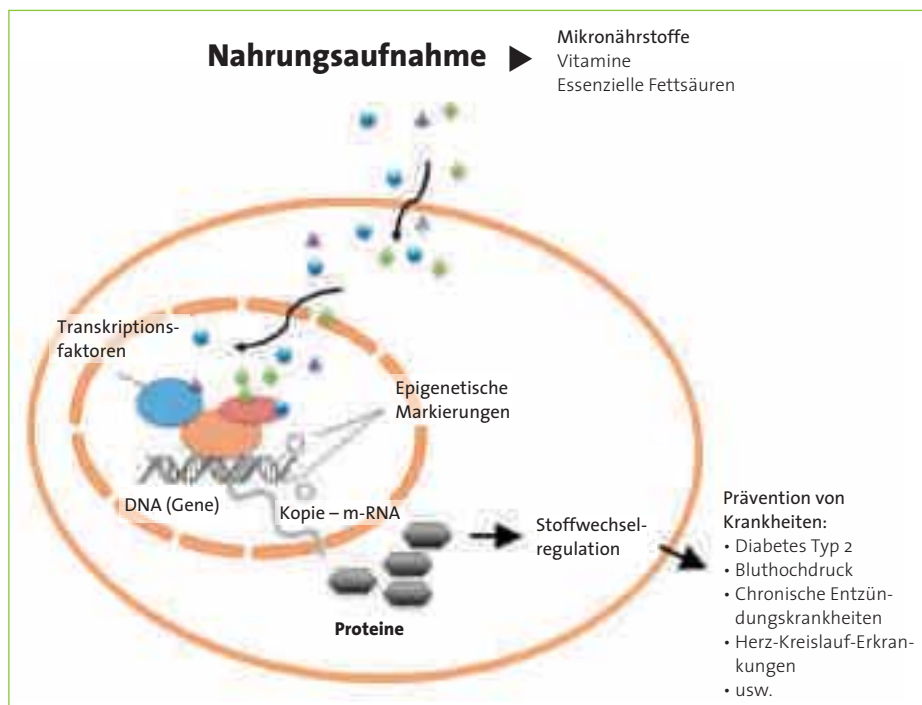 Nahrungsaufnahme
Mikronährstoffe
Vitamine
Essenzielle Fettsäuren
Transkriptions-
faktoren
Epigenetische
Markierungen
DNA (Gene)
Kopie – m-RNA
Proteine
Stoffwechsel-
regulation
Prävention von
Krankheiten:
• Diabetes Typ 2
• Bluthochdruck
• Chronische Entzün-
dungskrankheiten
• Herz-Kreislauf-Erkran-
kungen
• usw.